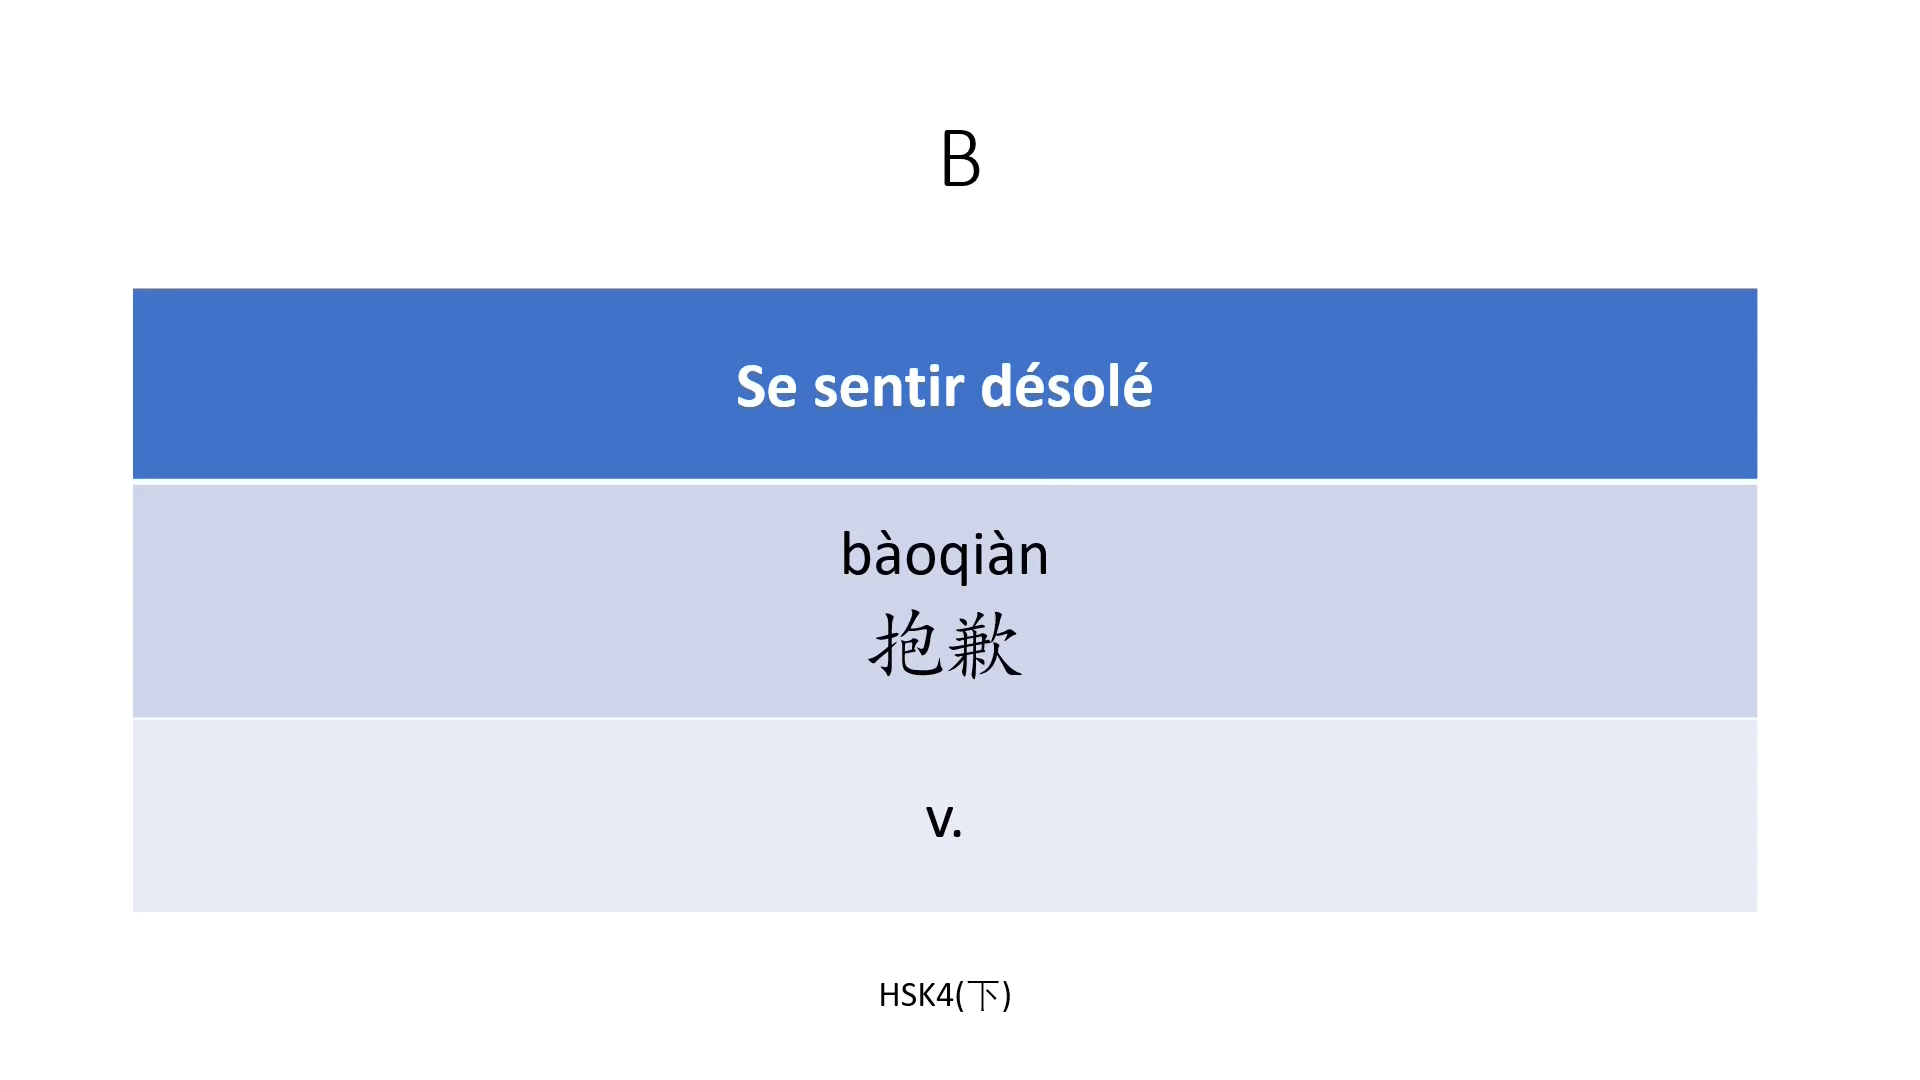 B
Se sentir désolé
bàoqiàn
抱歉
v.
HSK4(下)